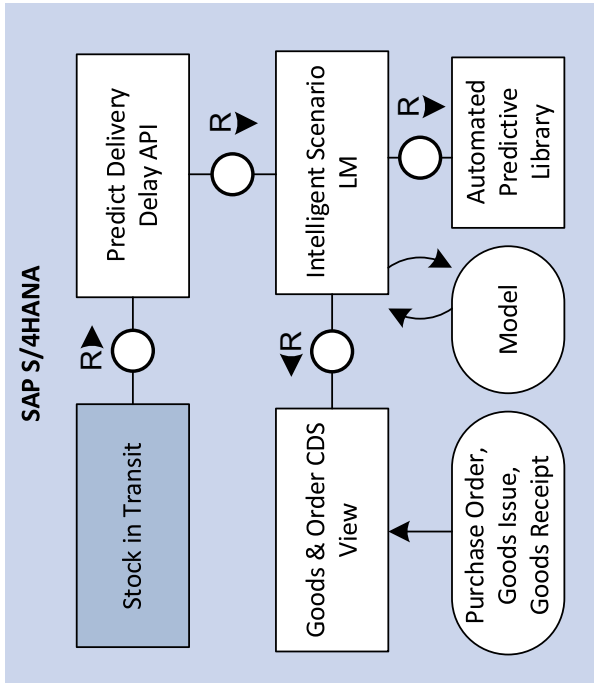 SAP S/4HANA
Stock in Transit
R
Predict Delivery
Delay API
R
Goods & Order CDS
View
R
Intelligent Scenario
LM
R
Purchase Order,
Goods Issue,
Goods Receipt
Model
Automated
Predictive
Library